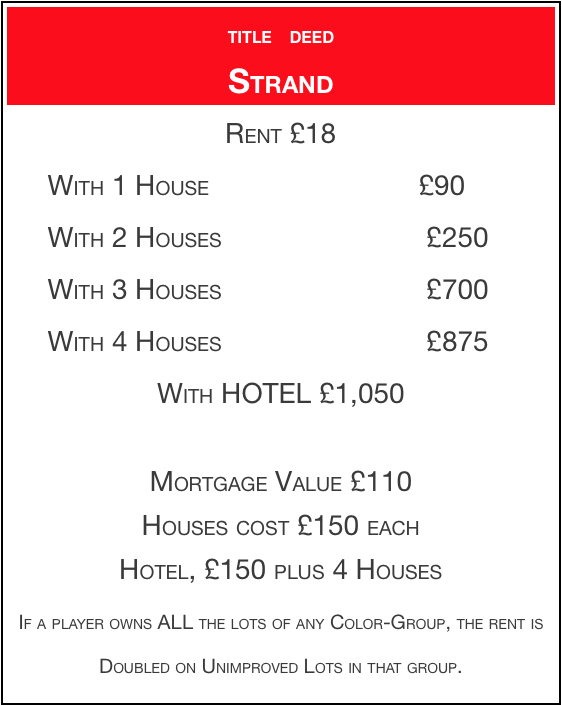 TITLE DEED
STRAND
RENT £18
WITH 1 HOUSE £90
WITH 2 HOUSES £250
WITH 3 HOUSES £700
WITH 4 HOUSES £875
WITH HOTEL £1,050
MORTGAGE VALUE £110
HOUSES COST £150 EACH
HOTEL, £150 PLUS 4 HOUSES
IF A PLAYER OWNS ALL THE LOTS OF ANY COLOR-GROUP, THE RENT IS
DOUBLED ON UNIMPROVED LOTS IN THAT GROUP.